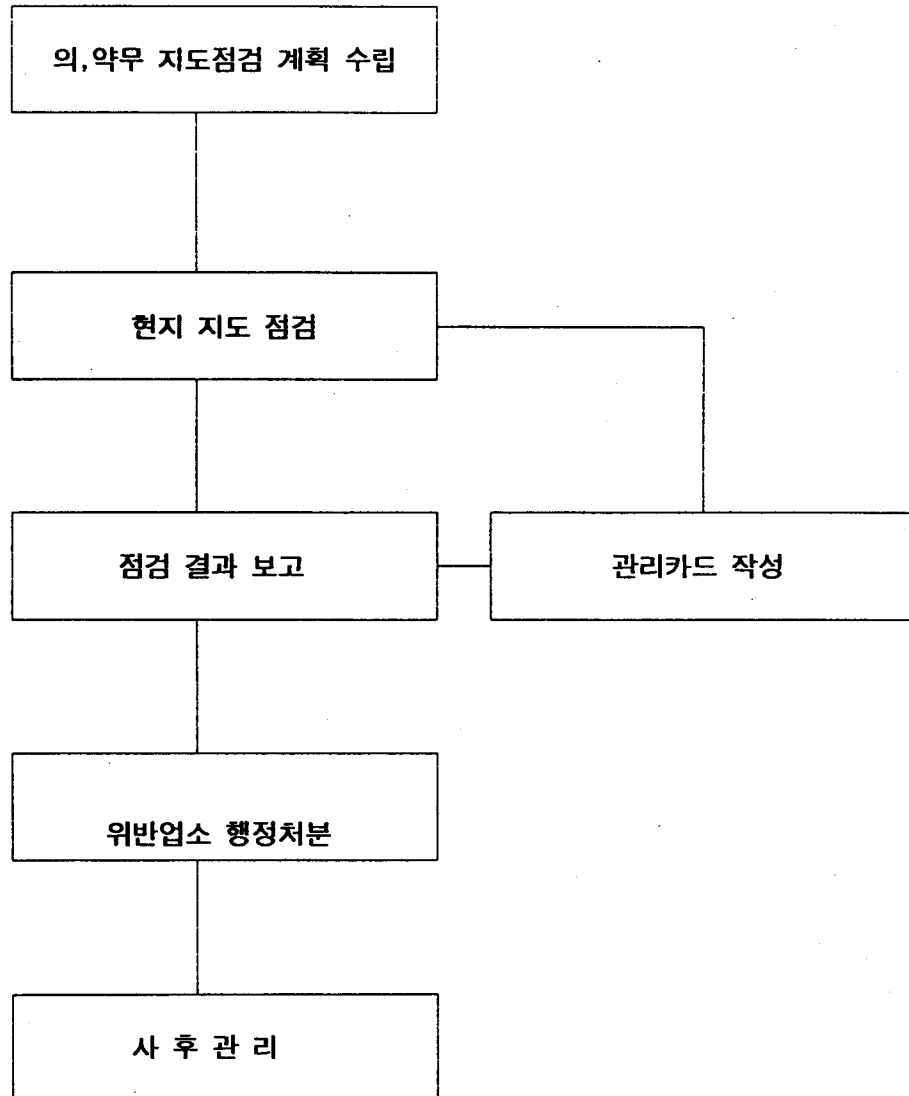 의,약무 지도점검 계획 수립
현지 지도 점검
점검 결과 보고
관리카드 작성
위반업소 행정처분
사 후 관 리